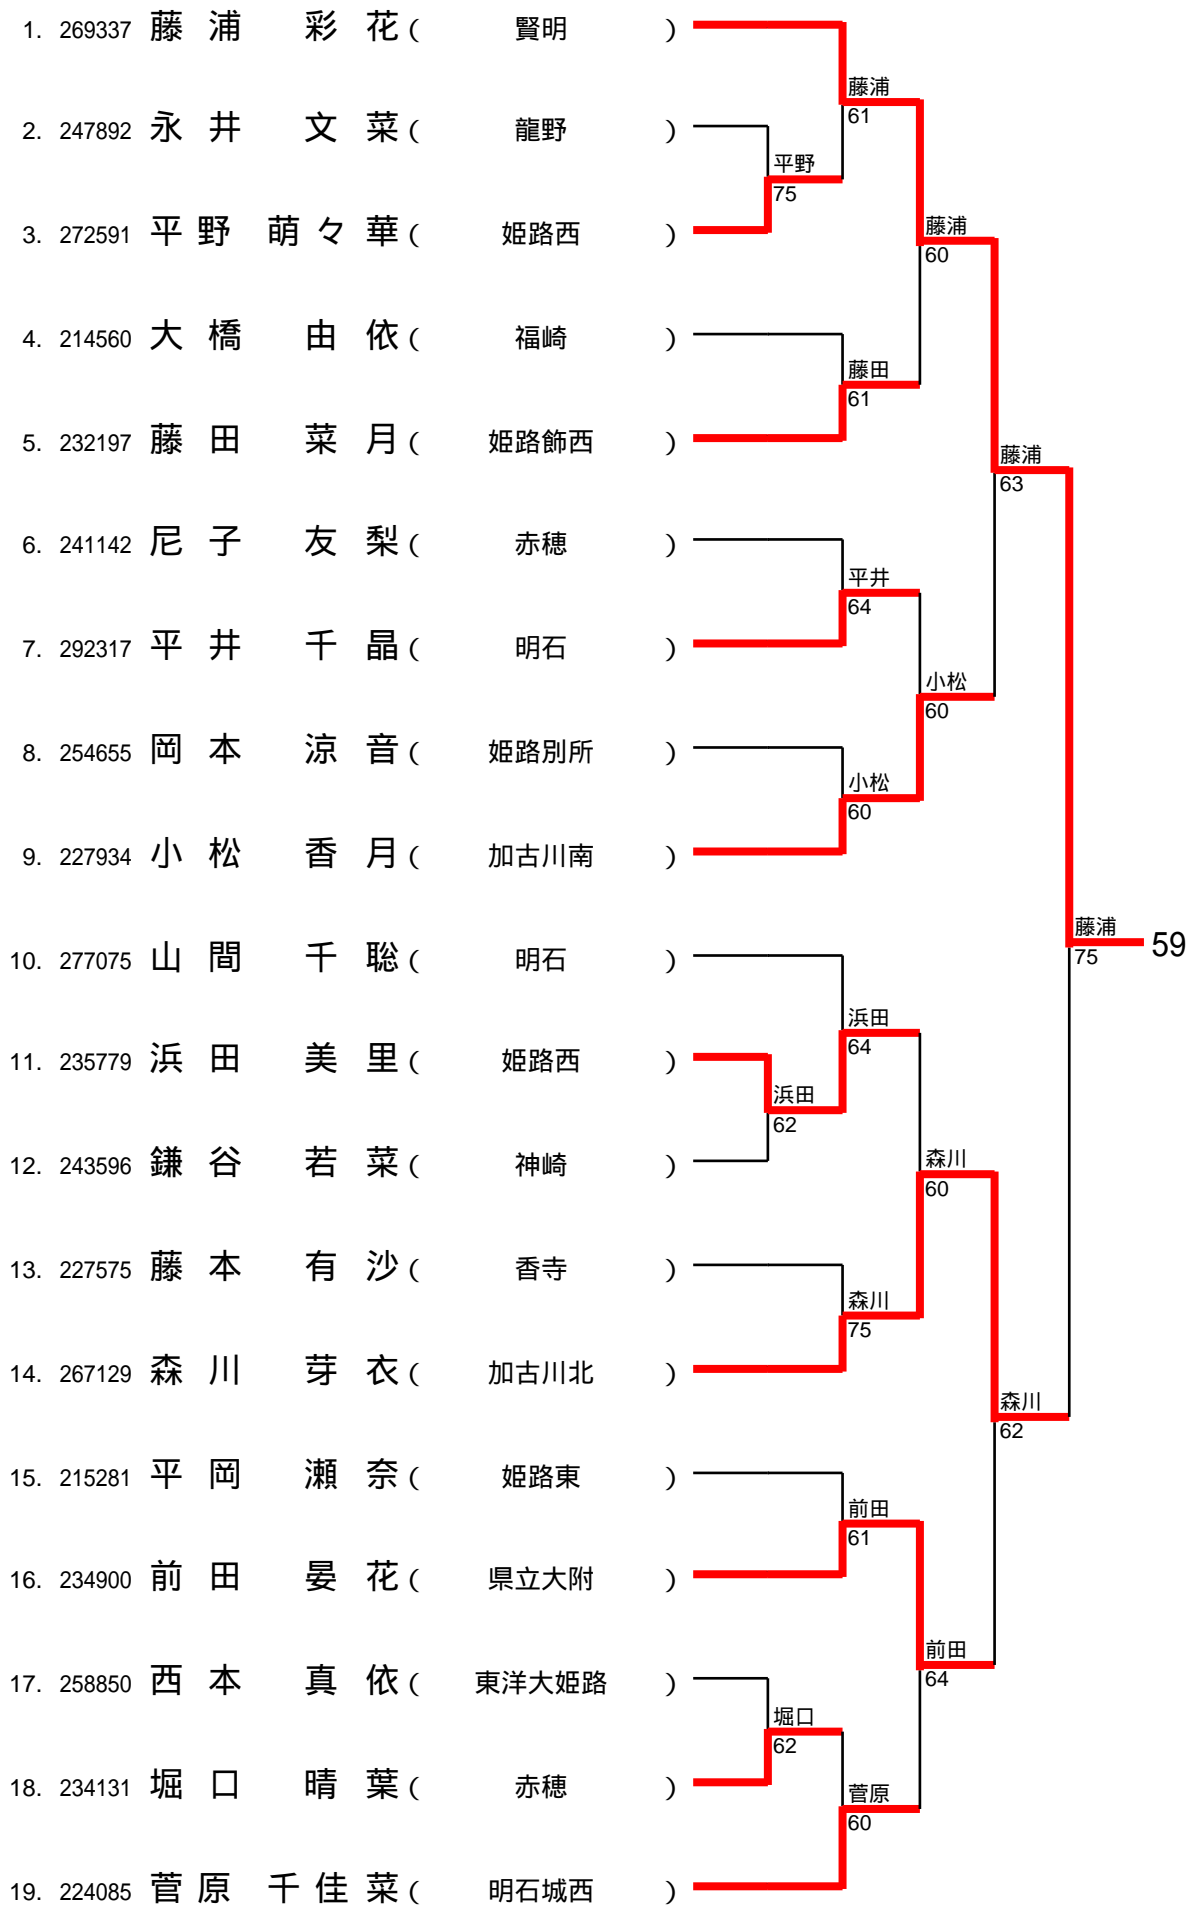 1. 269337 藤浦 彩花 ( 賢明 )
藤浦
61
2. 247892 永井 文菜 ( 龍野 )
平野
75
3. 272591 平野 萌々華 ( 姫路西 )
藤浦
60
4. 214560 大橋 由依 ( 福崎 )
藤田
61
5. 232197 藤田 菜月 ( 姫路飾西 )
藤浦
63
6. 241142 尼子 友梨 ( 赤穂 )
平井
64
7. 292317 平井 千晶 ( 明石 )
小松
60
8. 254655 岡本 涼音 ( 姫路別所 )
小松
60
9. 227934 小松 香月 ( 加古川南 )
藤浦
75 59
10. 277075 山間 千聡 ( 明石 )
浜田
64
11. 235779 浜田 美里 ( 姫路西 )
浜田
62
12. 243596 鎌谷 若菜 ( 神崎 )
森川
60
13. 227575 藤本 有沙 ( 香寺 )
森川
75
14. 267129 森川 芽衣 ( 加古川北 )
森川
62
15. 215281 平岡 瀬奈 ( 姫路東 )
前田
61
16. 234900 前田 晏花 ( 県立大附 )
前田
64
17. 258850 西本 真依 ( 東洋大姫路 )
堀口
62
18. 234131 堀口 晴葉 ( 赤穂 )
菅原
60
19. 224085 菅原 千佳菜 ( 明石城西 )